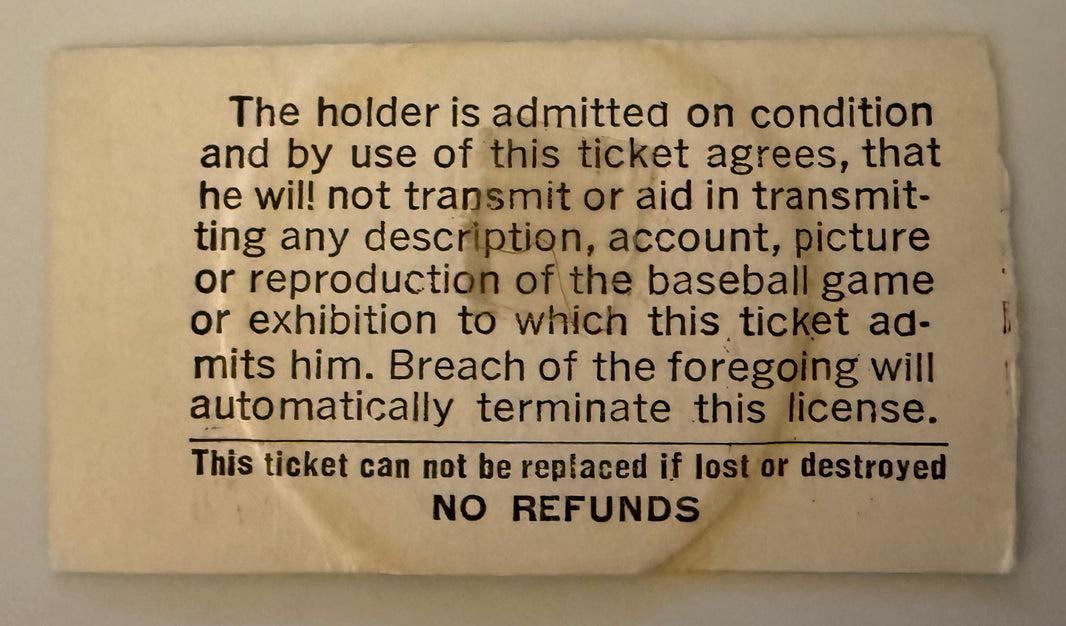 The holder is admitted on condition
and by use of this ticket agrees, that
he will not transmit or aid in transmit-
ting any description, account, picture
or reproduction of the baseball game
or exhibition to which this ticket ad-
mits him. Breach of the foregoing will
automatically terminate this license.
This ticket can not be replaced if lost or destroyed
NO REFUNDS